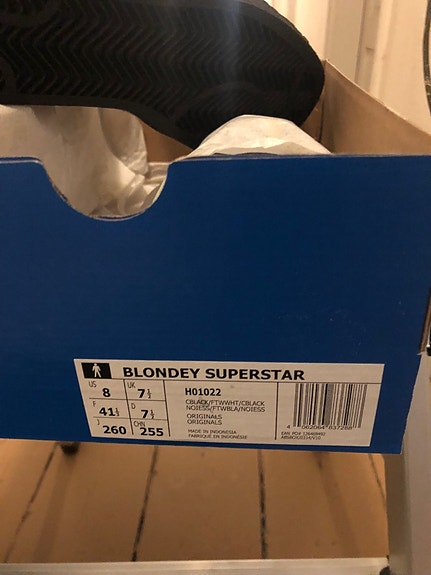 BLONDEY SUPERSTAR
US 8 UK 7½
F 41⅓ D 7½
J 260 CHN 255
H01022
CBLACK/FTWWHT/CBLACK
NOIESS/FTWBLA/NOIESS
ORIGINALS
ORIGINALS
MADE IN INDONESIA
FABRIQUÉ EN INDONÉSIE